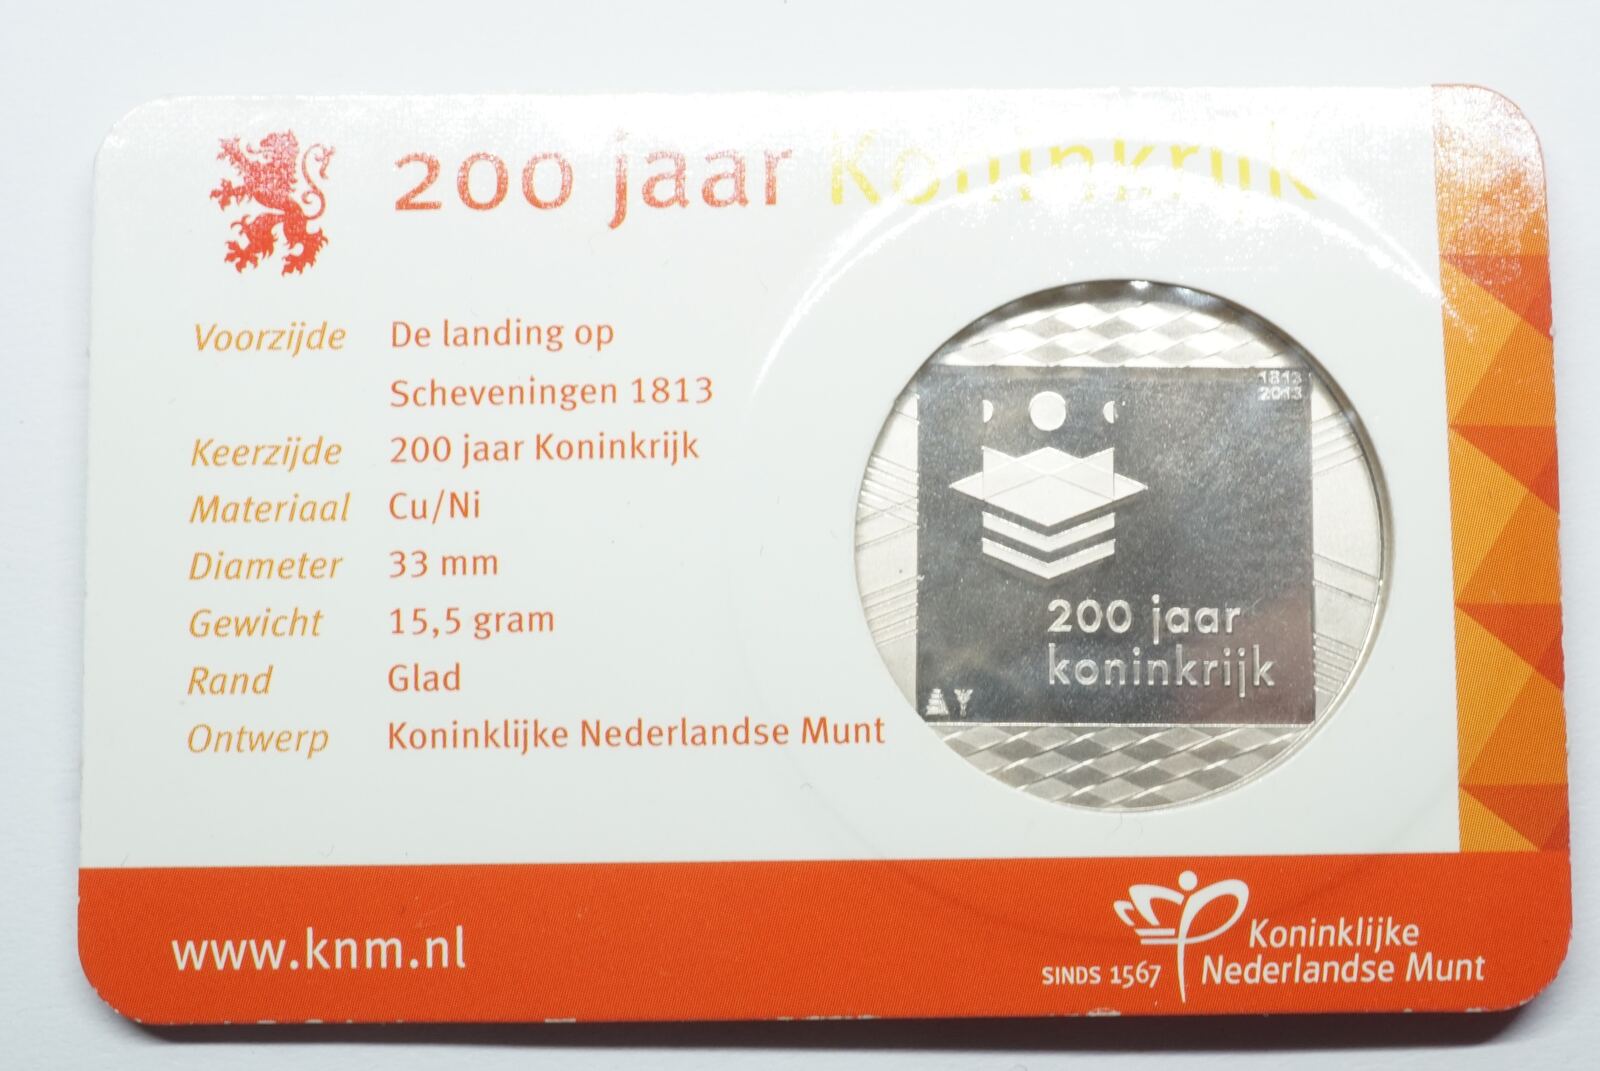 200 jaar Koninkrijk
Voorzijde De landing op
Scheveningen 1813
Keerzijde 200 jaar Koninkrijk
Materiaal Cu/Ni
Diameter 33 mm
Gewicht 15,5 gram
Rand Glad
Ontwerp Koninklijke Nederlandse Munt
1813
2013
200 jaar
koninkrijk
www.knm.nl
SINDS 1567
Koninklijke
Nederlandse Munt